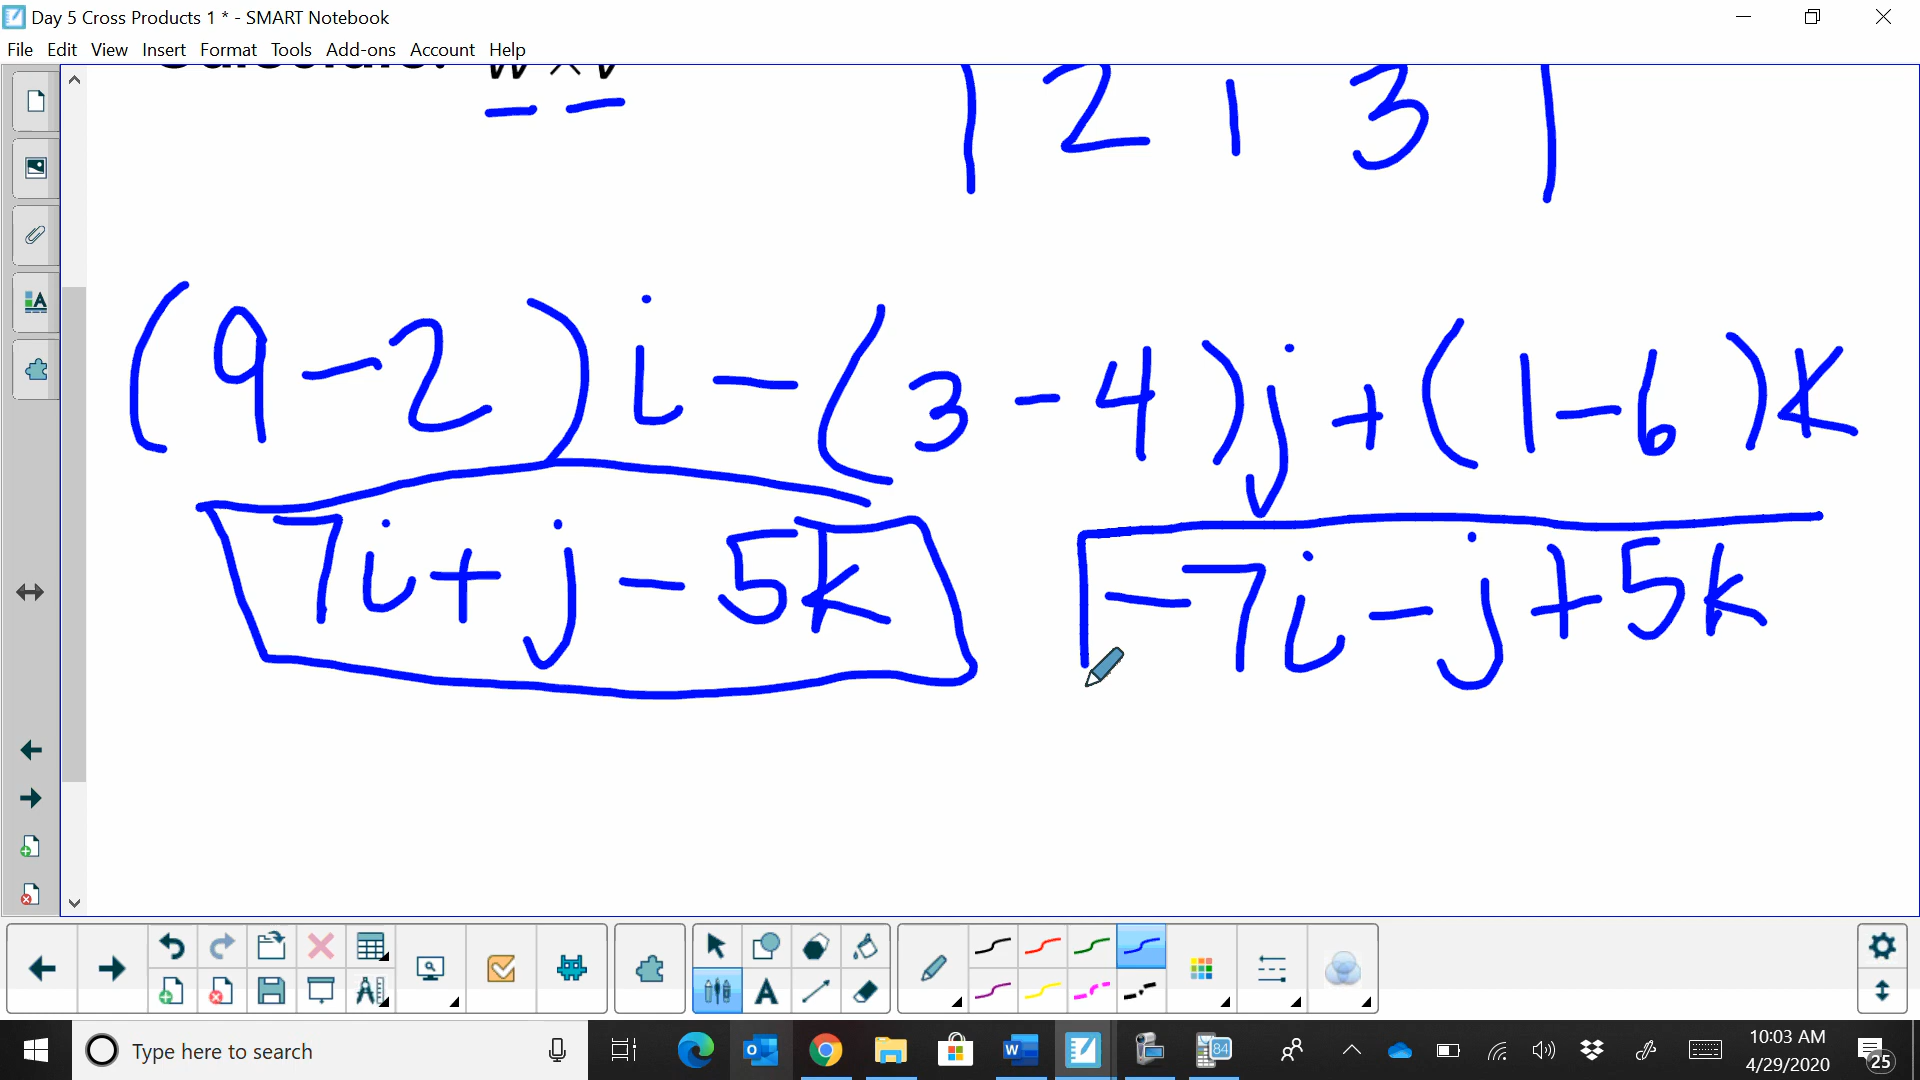 Day 5 Cross Products 1 * - SMART Notebook
File Edit View Insert Format Tools Add-ons Account Help
w × v
| 2 1 3 |
(9-2)i-(3-4)j+(1-6)k
7i+j-5k
-7i-j+5k
A
A
84
Type here to search
10:03 AM
4/29/2020
25